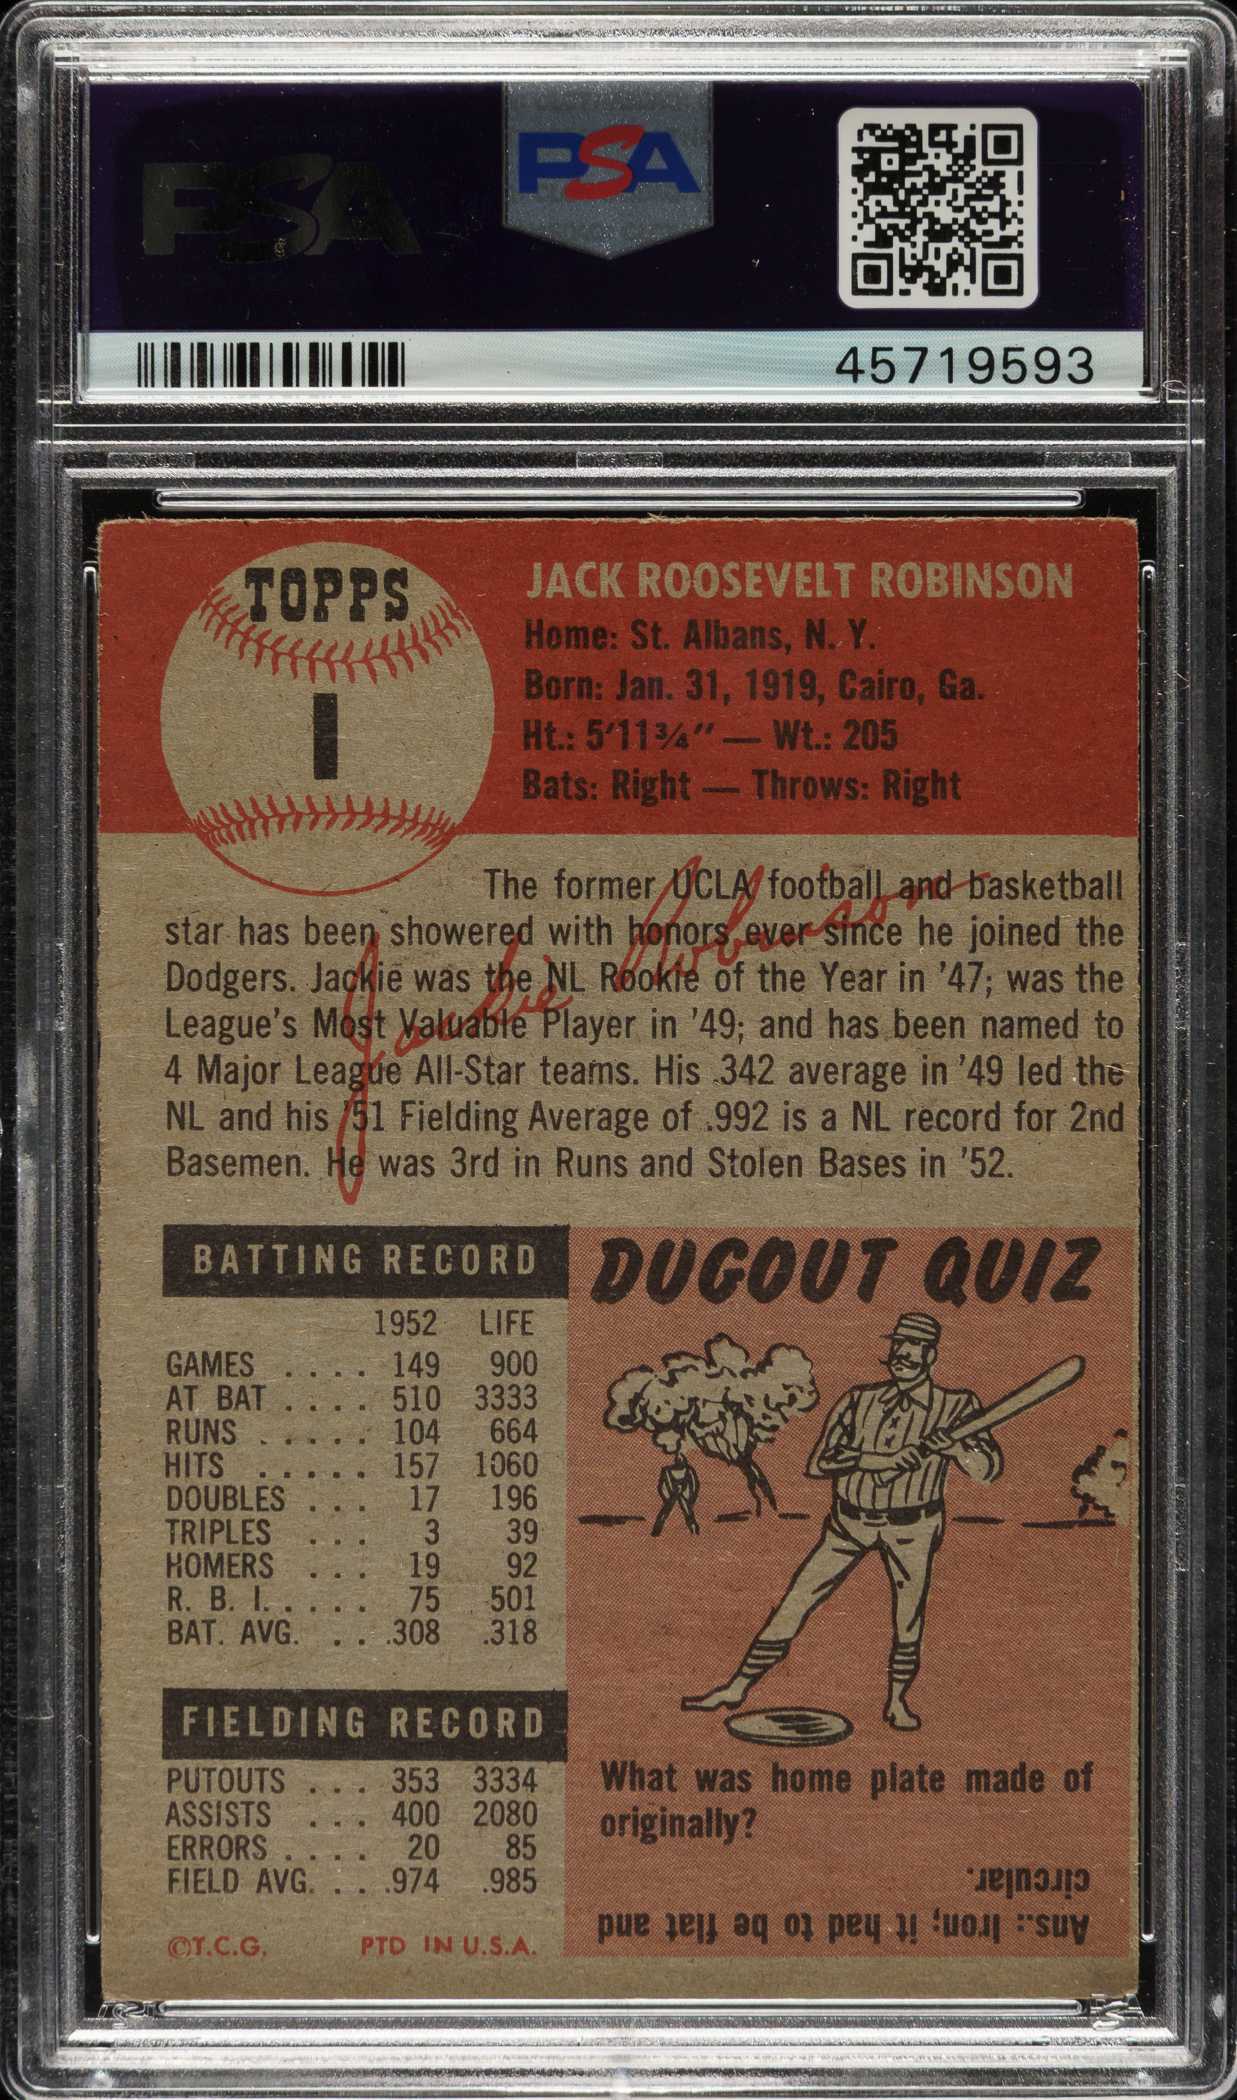 PSA
PSA
45719593
TOPPS
1
JACK ROOSEVELT ROBINSON
Home: St. Albans, N. Y.
Born: Jan. 31, 1919, Cairo, Ga.
Ht.: 5'11¾" — Wt.: 205
Bats: Right — Throws: Right
The former UCLA football and basketball
star has been showered with honors ever since he joined the
Dodgers. Jackie was the NL Rookie of the Year in '47; was the
League's Most Valuable Player in '49; and has been named to
4 Major League All-Star teams. His .342 average in '49 led the
NL and his '51 Fielding Average of .992 is a NL record for 2nd
Basemen. He was 3rd in Runs and Stolen Bases in '52.
Jackie Robinson
BATTING RECORD
1952 LIFE
GAMES . . . . 149 900
AT BAT . . . . 510 3333
RUNS . . . . . 104 664
HITS . . . . . 157 1060
DOUBLES . . . 17 196
TRIPLES . . . 3 39
HOMERS . . . 19 92
R. B. I. . . . . 75 501
BAT. AVG. . . .308 .318
FIELDING RECORD
PUTOUTS . . . 353 3334
ASSISTS . . . 400 2080
ERRORS . . . . 20 85
FIELD AVG. . . .974 .985
©T.C.G. PTD IN U.S.A.
DUGOUT QUIZ
What was home plate made of
originally?
Ans.: Iron; it had to be flat and
circular.